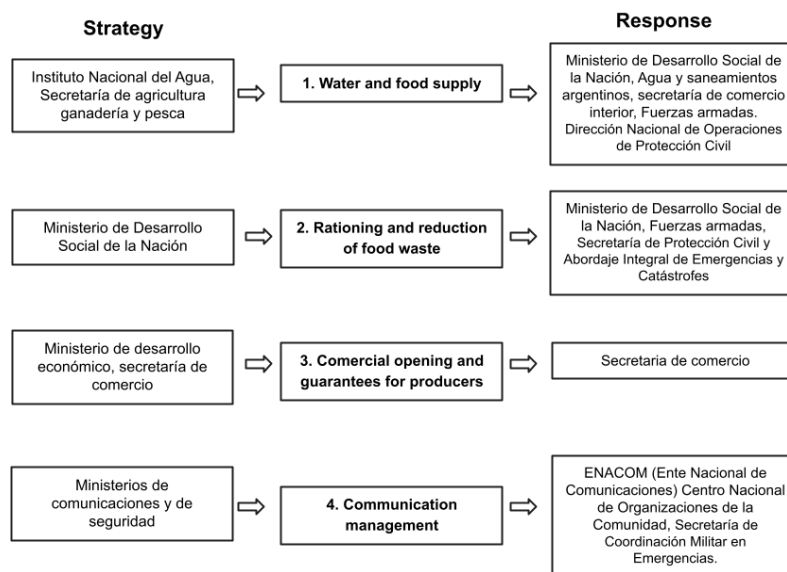 Strategy
Response
Instituto Nacional del Agua,
Secretaría de agricultura
ganadería y pesca
1. Water and food supply
Ministerio de Desarrollo Social de
la Nación, Agua y saneamientos
argentinos, secretaría de comercio
interior, Fuerzas armadas.
Dirección Nacional de Operaciones
de Protección Civil
Ministerio de Desarrollo
Social de la Nación
2. Rationing and reduction
of food waste
Ministerio de Desarrollo Social de
la Nación, Fuerzas armadas,
Secretaría de Protección Civil y
Abordaje Integral de Emergencias y
Catástrofes
Ministerio de desarrollo
económico, secretaría de
comercio
3. Comercial opening and
guarantees for producers
Secretaria de comercio
Ministerios de
comunicaciones y de
seguridad
4. Communication
management
ENACOM (Ente Nacional de
Comunicaciones) Centro Nacional
de Organizaciones de la
Comunidad, Secretaría de
Coordinación Militar en
Emergencias.